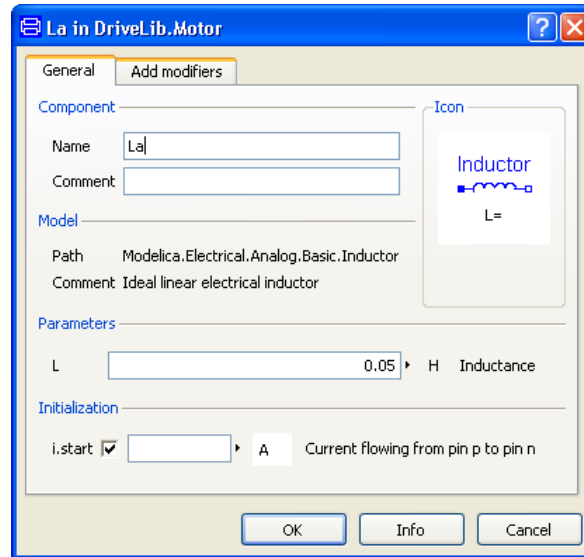 La in DriveLib.Motor
General Add modifiers
Component
Icon
Name La
Comment
Inductor
L=
Model
Path Modelica.Electrical.Analog.Basic.Inductor
Comment Ideal linear electrical inductor
Parameters
L 0.05 H Inductance
Initialization
i.start A Current flowing from pin p to pin n
OK Info Cancel